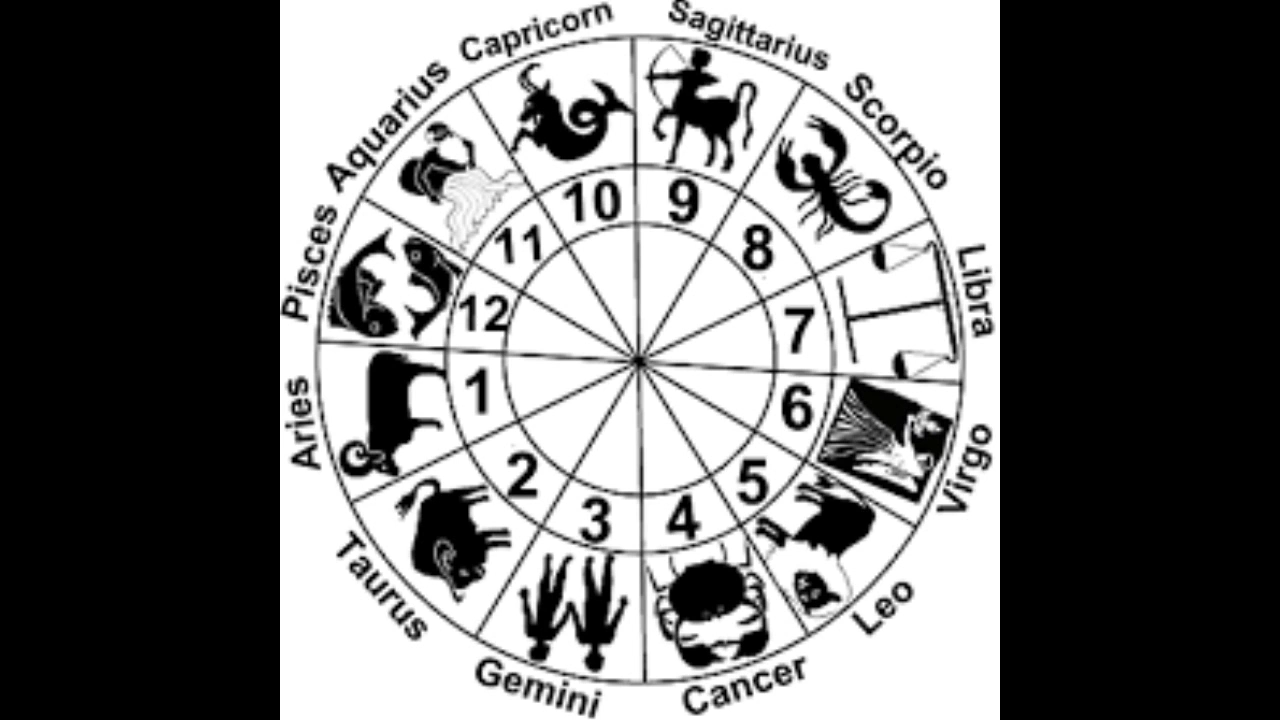 Capricorn
Sagittarius
Scorpio
Libra
Virgo
Leo
Cancer
Gemini
Taurus
Aries
Pisces
Aquarius
10
9
8
7
6
5
4
3
2
1
12
11